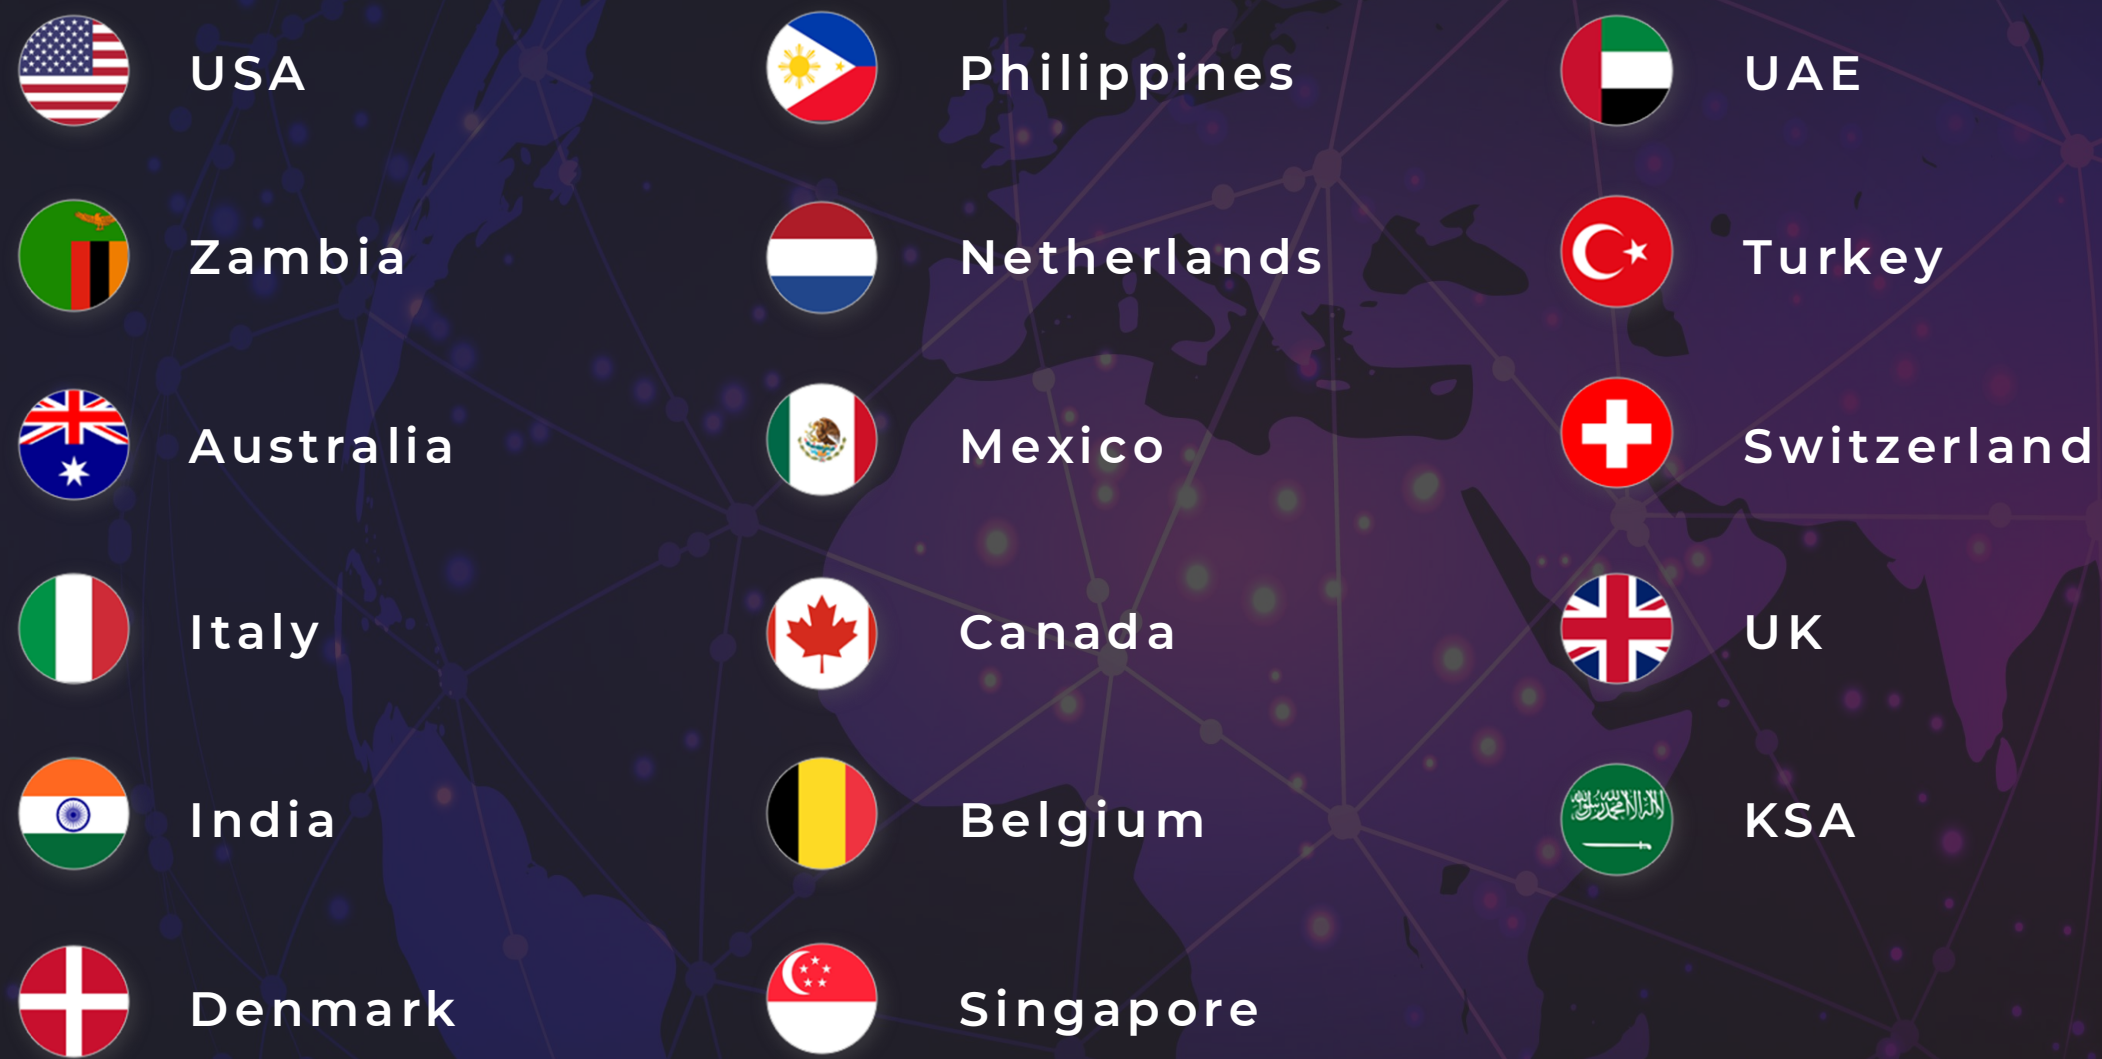 USA
Zambia
Australia
Italy
India
Denmark
Philippines
Netherlands
Mexico
Canada
Belgium
Singapore
UAE
Turkey
Switzerland
UK
KSA